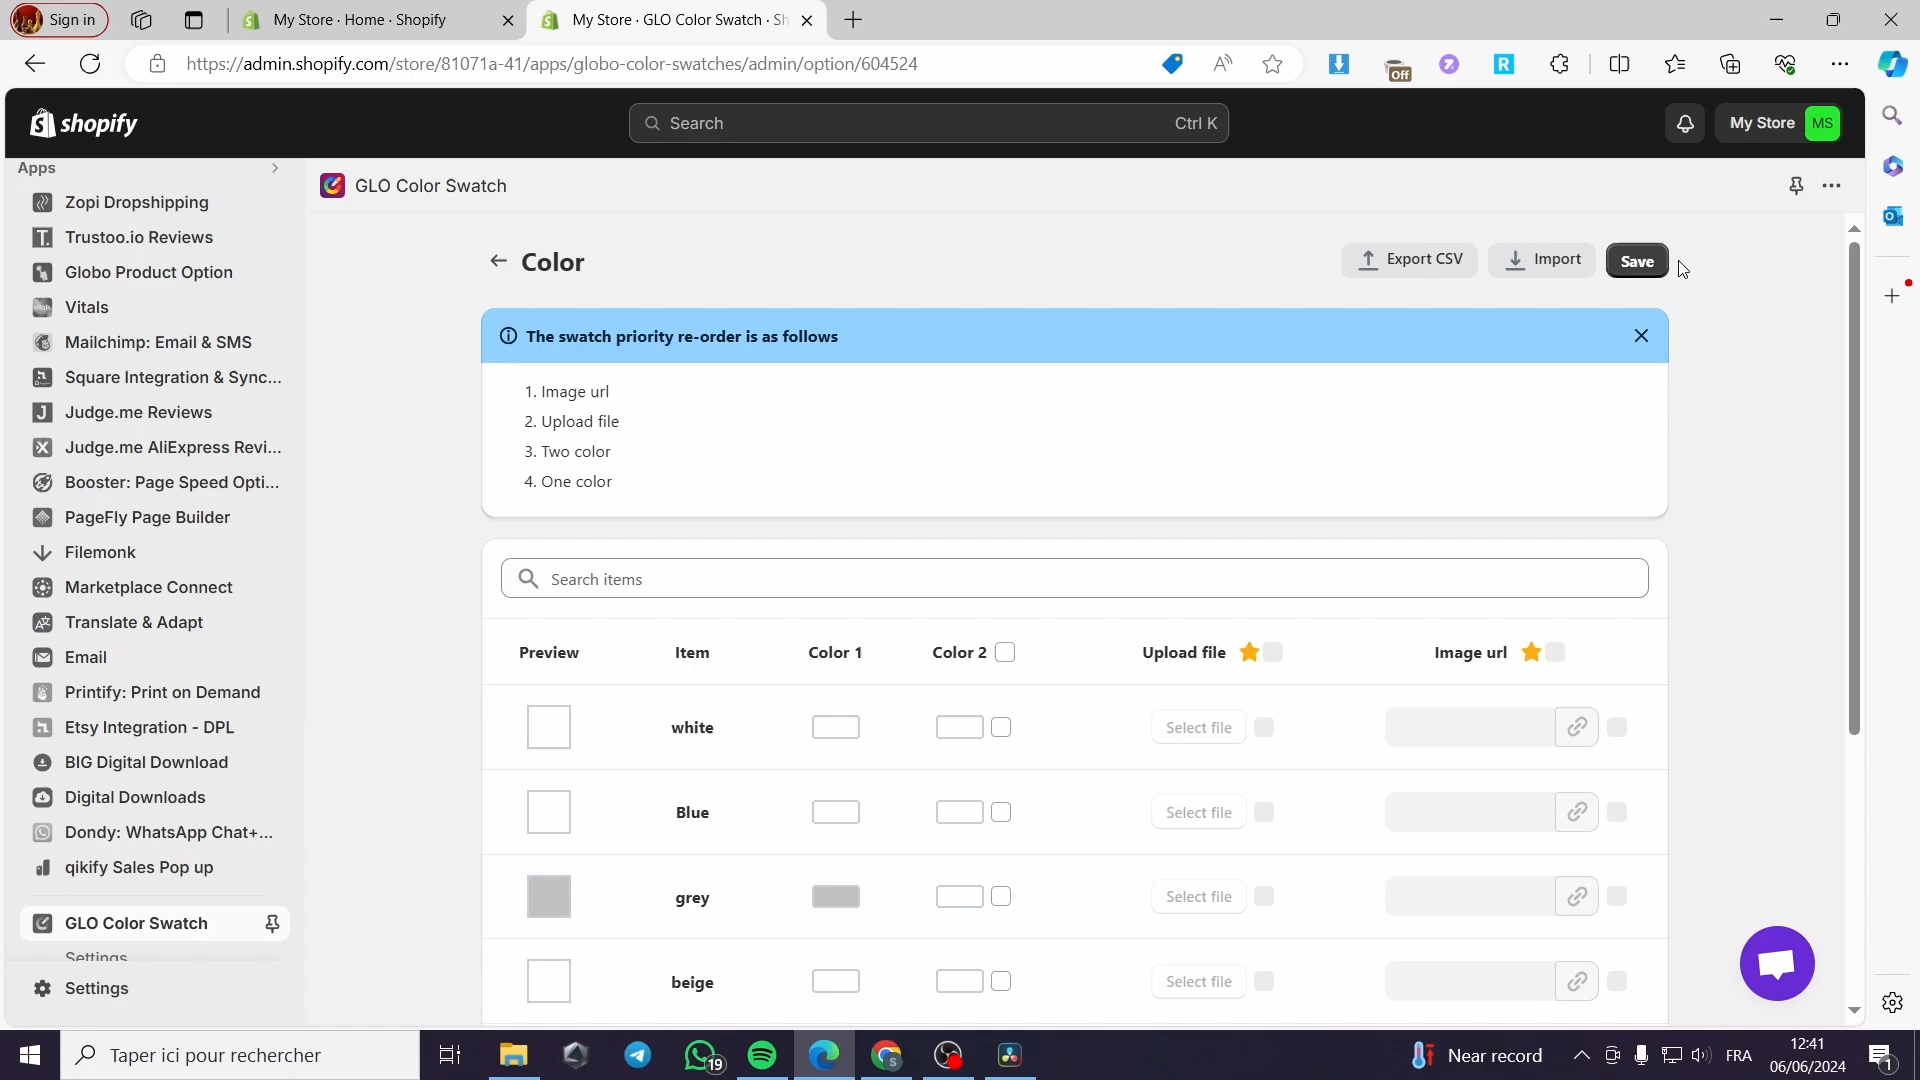 Sign in
My Store · Home · Shopify
My Store · GLO Color Swatch · Sh
https://admin.shopify.com/store/81071a-41/apps/globo-color-swatches/admin/option/604524
Off
shopify
Search
Ctrl K
My Store
MS
Apps
GLO Color Swatch
Zopi Dropshipping
Trustoo.io Reviews
Globo Product Option
Vitals
Mailchimp: Email & SMS
Square Integration & Sync...
Judge.me Reviews
Judge.me AliExpress Revi...
Booster: Page Speed Opti...
PageFly Page Builder
Filemonk
Marketplace Connect
Translate & Adapt
Email
Printify: Print on Demand
Etsy Integration - DPL
BIG Digital Download
Digital Downloads
Dondy: WhatsApp Chat+...
qikify Sales Pop up
GLO Color Swatch
Settings
Settings
Color
Export CSV
Import
Save
The swatch priority re-order is as follows
1. Image url
2. Upload file
3. Two color
4. One color
Search items
Preview
Item
Color 1
Color 2
Upload file
Image url
white
Select file
Blue
Select file
grey
Select file
beige
Select file
Taper ici pour rechercher
19
Near record
FRA
12:41
06/06/2024
1